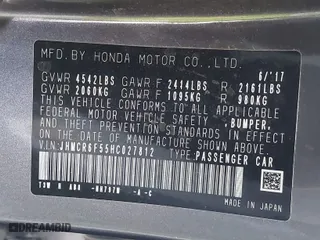 MFD. BY HONDA MOTOR CO., LTD. 6/'17
GVWR 4542LBS GAWR F 2414LBS R 2161LBS
GVWR 2060KG GAWR F 1095KG R 980KG
THIS VEHICLE CONFORMS TO ALL APPLICABLE
FEDERAL MOTOR VEHICLE SAFETY, BUMPER,
AND THEFT PREVENTION STANDARDS IN EFFECT
ON THE DATE OF MANUFACTURE SHOWN ABOVE.
V.I.N: JHMCR6F55HC027812 TYPE: PASSENGER CAR
MADE IN JAPAN
DREAMBID